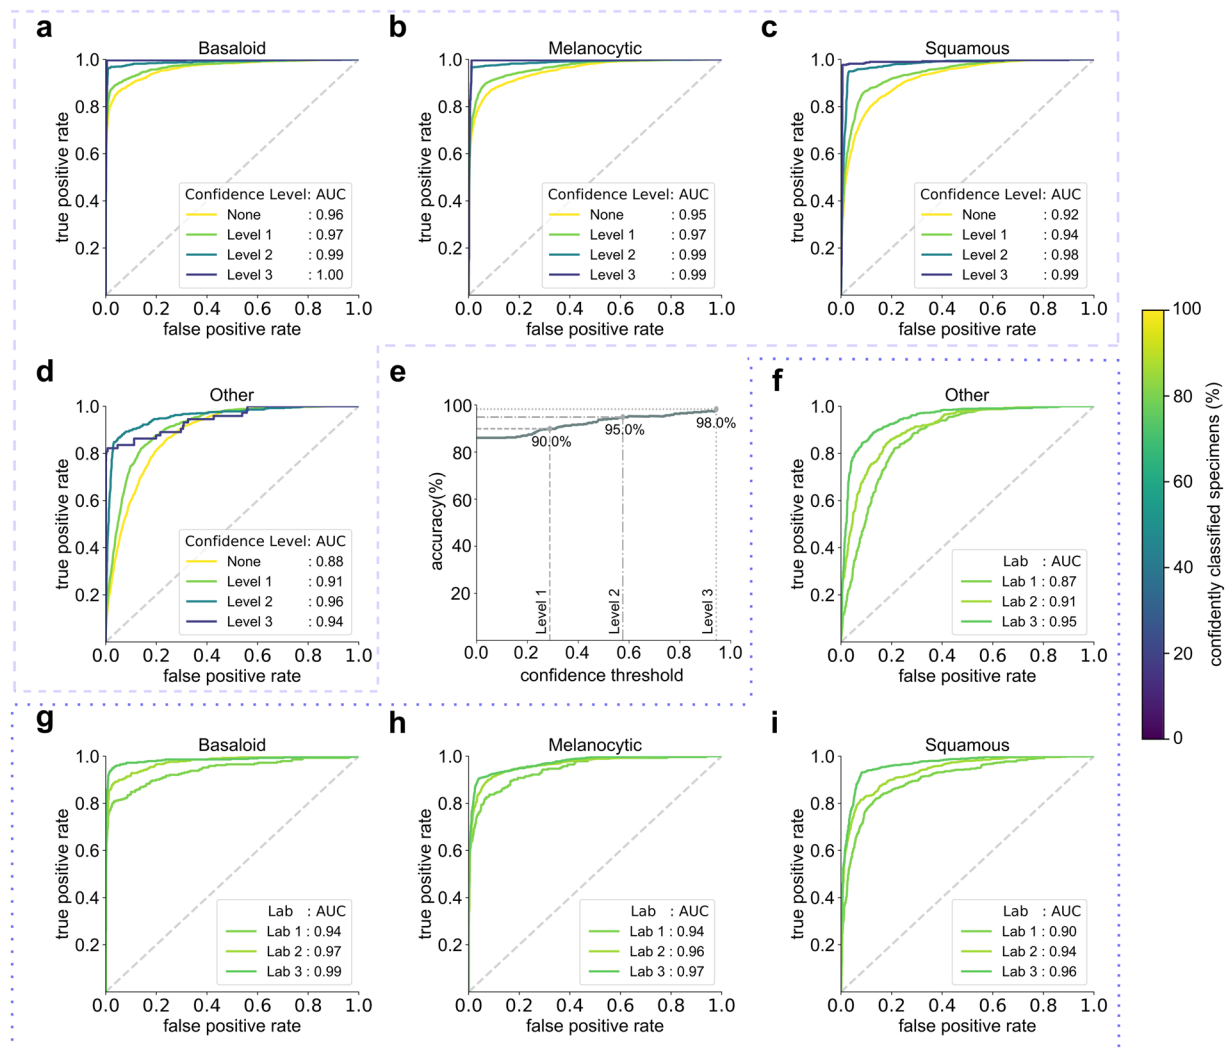 a
Basaloid
1.0
0.8
0.6
0.4
0.2
true positive rate
Confidence Level: AUC
None : 0.96
Level 1 : 0.97
Level 2 : 0.99
Level 3 : 1.00
0.0 0.2 0.4 0.6 0.8 1.0
false positive rate
b
Melanocytic
1.0
0.8
0.6
0.4
0.2
true positive rate
Confidence Level: AUC
None : 0.95
Level 1 : 0.97
Level 2 : 0.99
Level 3 : 0.99
0.0 0.2 0.4 0.6 0.8 1.0
false positive rate
c
Squamous
1.0
0.8
0.6
0.4
0.2
true positive rate
Confidence Level: AUC
None : 0.92
Level 1 : 0.94
Level 2 : 0.98
Level 3 : 0.99
0.0 0.2 0.4 0.6 0.8 1.0
false positive rate
d
Other
1.0
0.8
0.6
0.4
0.2
true positive rate
Confidence Level: AUC
None : 0.88
Level 1 : 0.91
Level 2 : 0.96
Level 3 : 0.94
0.0 0.2 0.4 0.6 0.8 1.0
false positive rate
e
100
80
60
40
20
accuracy(%)
90.0%
95.0%
98.0%
Level 1
Level 2
Level 3
0.0 0.2 0.4 0.6 0.8 1.0
confidence threshold
f
Other
1.0
0.8
0.6
0.4
0.2
true positive rate
Lab : AUC
Lab 1 : 0.87
Lab 2 : 0.91
Lab 3 : 0.95
0.0 0.2 0.4 0.6 0.8 1.0
false positive rate
100
80
60
40
20
0
confidently classified specimens (%)
g
Basaloid
1.0
0.8
0.6
0.4
0.2
true positive rate
Lab : AUC
Lab 1 : 0.94
Lab 2 : 0.97
Lab 3 : 0.99
0.0 0.2 0.4 0.6 0.8 1.0
false positive rate
h
Melanocytic
1.0
0.8
0.6
0.4
0.2
true positive rate
Lab : AUC
Lab 1 : 0.94
Lab 2 : 0.96
Lab 3 : 0.97
0.0 0.2 0.4 0.6 0.8 1.0
false positive rate
i
Squamous
1.0
0.8
0.6
0.4
0.2
true positive rate
Lab : AUC
Lab 1 : 0.90
Lab 2 : 0.94
Lab 3 : 0.96
0.0 0.2 0.4 0.6 0.8 1.0
false positive rate